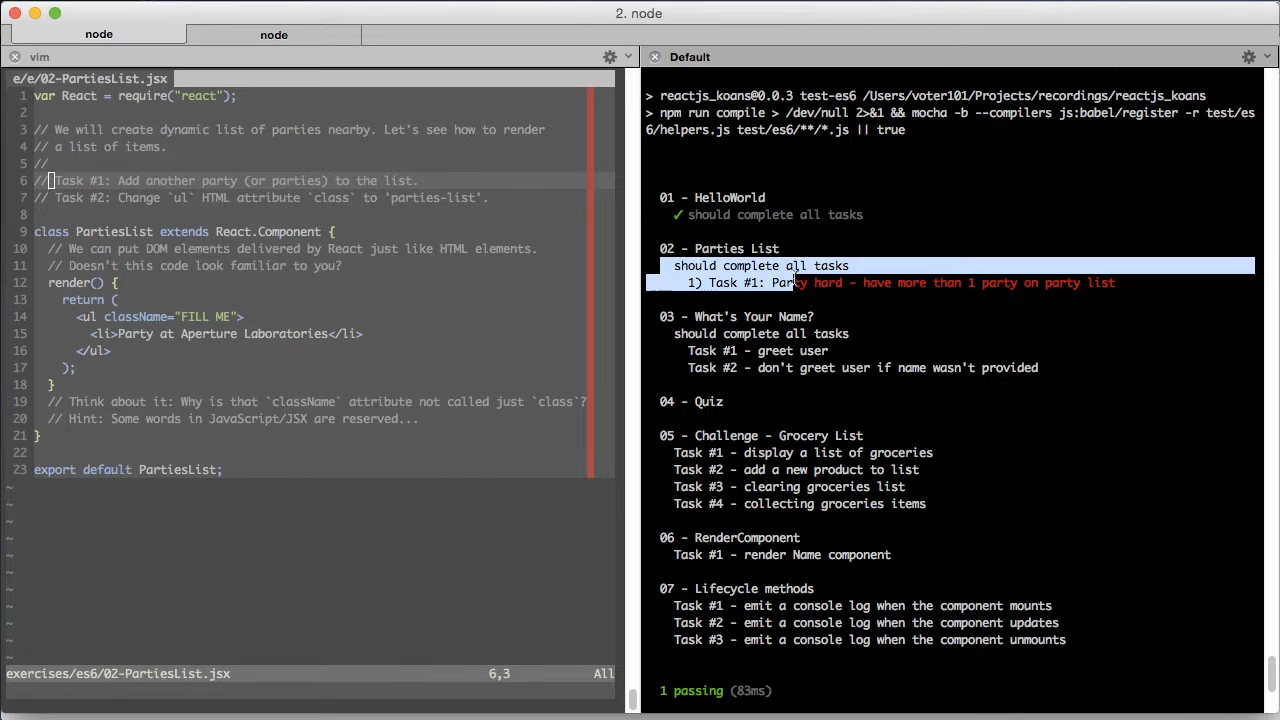 2. node
node
node
vim
e/e/02-PartiesList.jsx
1 var React = require("react");
2
3 // We will create dynamic list of parties nearby. Let's see how to render
4 // a list of items.
5 //
6 // Task #1: Add another party (or parties) to the list.
7 // Task #2: Change `ul` HTML attribute `class` to 'parties-list'.
8
9 class PartiesList extends React.Component {
10 // We can put DOM elements delivered by React just like HTML elements.
11 // Doesn't this code look familiar to you?
12 render() {
13 return (
14 <ul className="FILL ME">
15 <li>Party at Aperture Laboratories</li>
16 </ul>
17 );
18 }
19 // Think about it: Why is that `className` attribute not called just `class`?
20 // Hint: Some words in JavaScript/JSX are reserved...
21 }
22
23 export default PartiesList;
~
~
~
~
~
~
~
~
~
~
~
exercises/es6/02-PartiesList.jsx 6,3 All
Default
> reactjs_koans@0.0.3 test-es6 /Users/voter101/Projects/recordings/reactjs_koans
> npm run compile > /dev/null 2>&1 && mocha -b --compilers js:babel/register -r test/es
6/helpers.js test/es6/**/*.js || true
01 - HelloWorld
✓ should complete all tasks
02 - Parties List
should complete all tasks
1) Task #1: Party hard - have more than 1 party on party list
03 - What's Your Name?
should complete all tasks
Task #1 - greet user
Task #2 - don't greet user if name wasn't provided
04 - Quiz
05 - Challenge - Grocery List
Task #1 - display a list of groceries
Task #2 - add a new product to list
Task #3 - clearing groceries list
Task #4 - collecting groceries items
06 - RenderComponent
Task #1 - render Name component
07 - Lifecycle methods
Task #1 - emit a console log when the component mounts
Task #2 - emit a console log when the component updates
Task #3 - emit a console log when the component unmounts
1 passing (83ms)